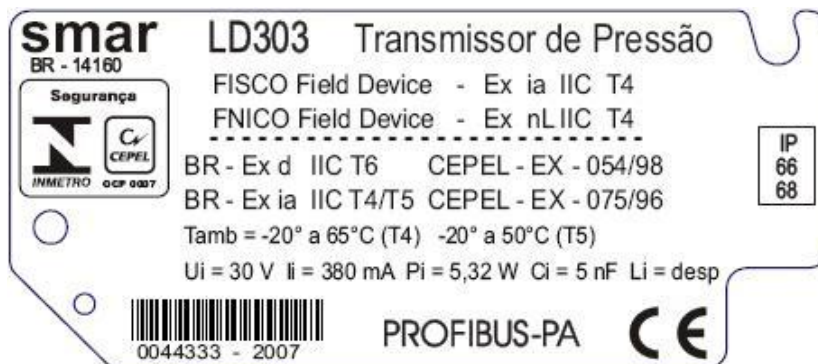 smar LD303 Transmissor de Pressão
BR - 14160
FISCO Field Device - Ex ia IIC T4
Segurança
FNICO Field Device - Ex nL IIC T4
CEPEL
INMETRO OCP 0007
BR - Ex d IIC T6 CEPEL - EX - 054/98
BR - Ex ia IIC T4/T5 CEPEL - EX - 075/96
IP
66
68
Tamb = -20° a 65°C (T4) -20° a 50°C (T5)
Ui = 30 V Ii = 380 mA Pi = 5,32 W Ci = 5 nF Li = desp
0044333 - 2007
PROFIBUS-PA CE